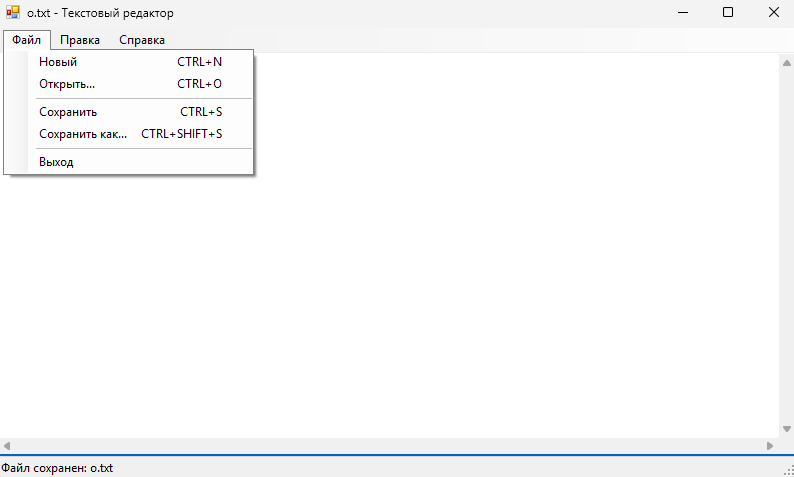 o.txt - Текстовый редактор
Файл Правка Справка
Новый CTRL+N
Открыть... CTRL+O
Сохранить CTRL+S
Сохранить как... CTRL+SHIFT+S
Выход
Файл сохранен: o.txt